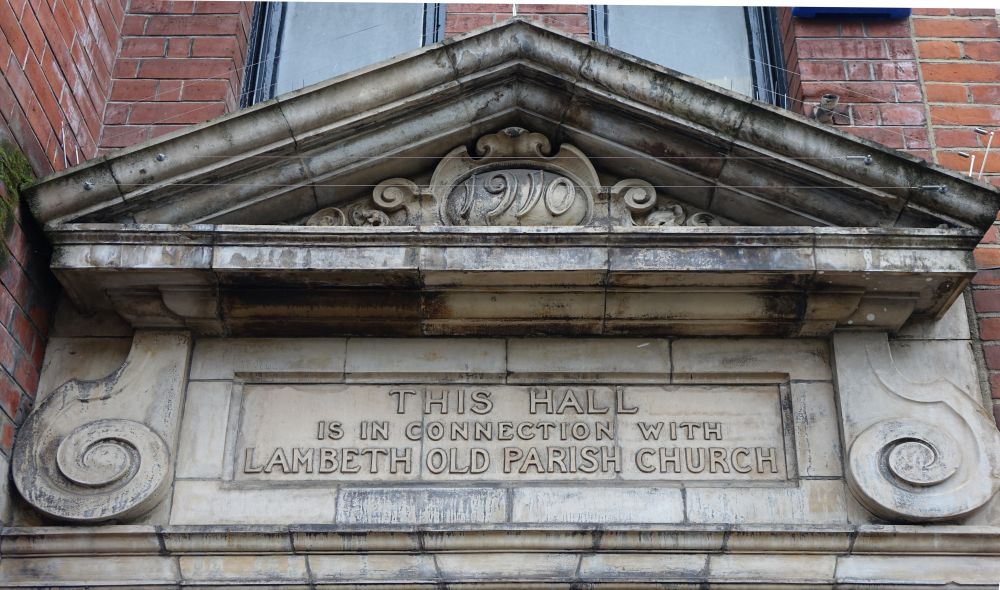 1910
THIS HALL
IS IN CONNECTION WITH
LAMBETH OLD PARISH CHURCH